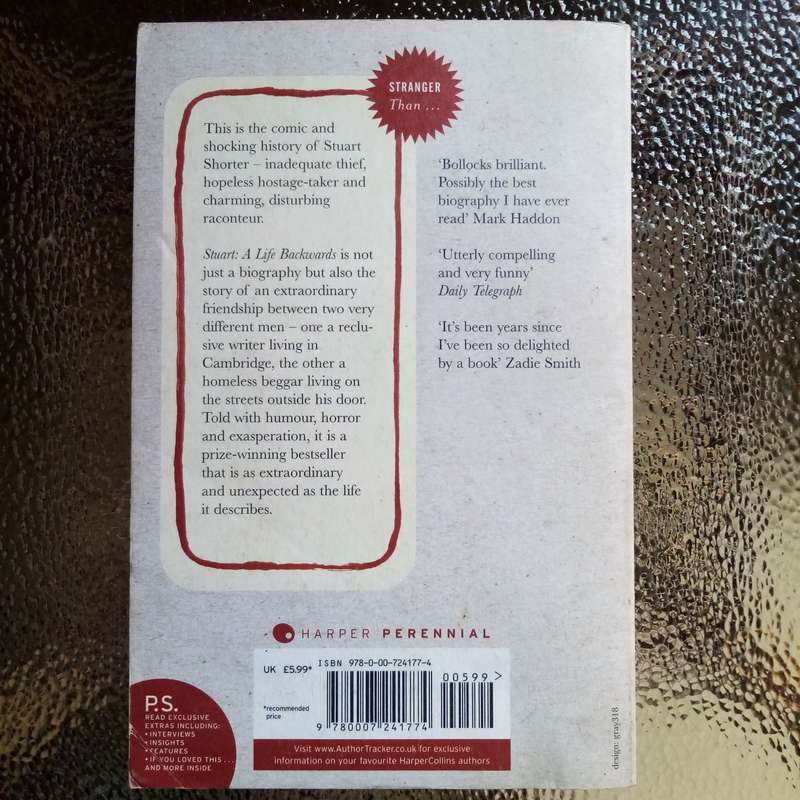 STRANGER
Than ...
This is the comic and
shocking history of Stuart
Shorter – inadequate thief,
hopeless hostage-taker and
charming, disturbing
raconteur.
Stuart: A Life Backwards is not
just a biography but also the
story of an extraordinary
friendship between two very
different men – one a reclu-
sive writer living in
Cambridge, the other a
homeless beggar living on
the streets outside his door.
Told with humour, horror
and exasperation, it is a
prize-winning bestseller
that is as extraordinary
and unexpected as the life
it describes.
‘Bollocks brilliant.
Possibly the best
biography I have ever
read’ Mark Haddon
‘Utterly compelling
and very funny’
Daily Telegraph
‘It’s been years since
I’ve been so delighted
by a book’ Zadie Smith
HARPER PERENNIAL
UK £5.99*
*recommended
price
ISBN 978-0-00-724177-4
00599 >
9 780007 241774
Visit www.AuthorTracker.co.uk for exclusive
information on your favourite HarperCollins authors
P.S.
READ EXCLUSIVE
EXTRAS INCLUDING:
• INTERVIEWS
• INSIGHTS
• FEATURES
• IF YOU LOVED THIS ...
AND MORE INSIDE
design: gray318